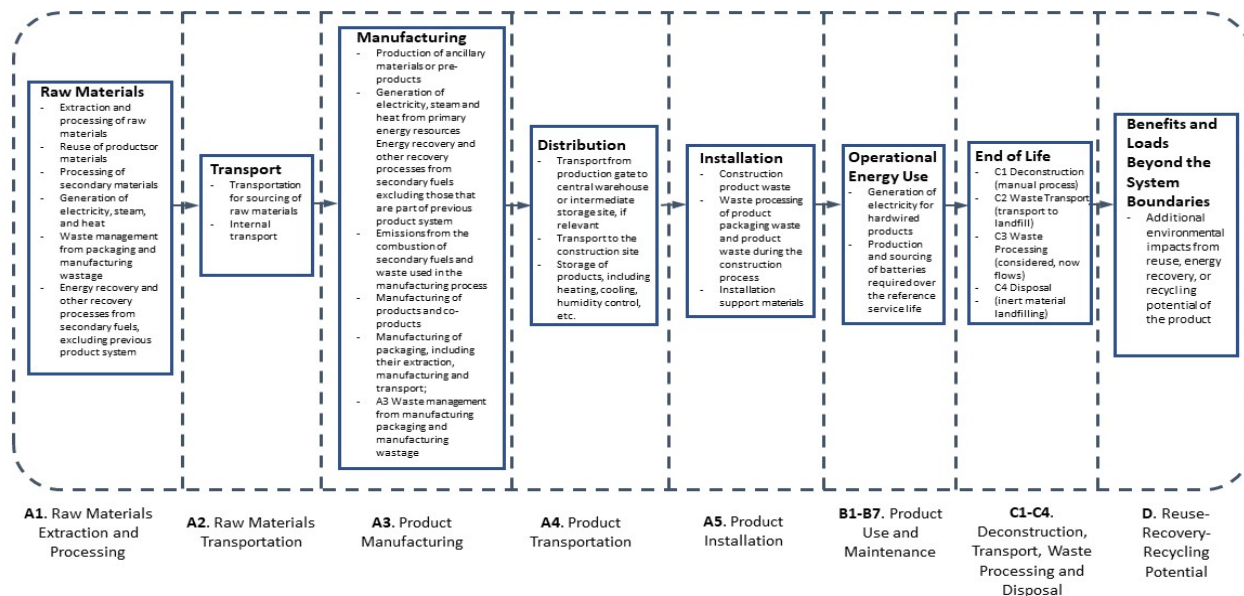 Raw Materials
- Extraction and
processing of raw
materials
- Reuse of productsor
materials
- Processing of
secondary materials
- Generation of
electricity, steam,
and heat
- Waste management
from packaging and
manufacturing
wastage
- Energy recovery and
other recovery
processes from
secondary fuels,
excluding previous
product system
Transport
- Transportation
for sourcing of
raw materials
- Internal
transport
Manufacturing
- Production of ancillary
materials or pre-
products
- Generation of
electricity, steam and
heat from primary
energy resources
Energy recovery and
other recovery
processes from
secondary fuels
excluding those that
are part of previous
product system
- Emissions from the
combustion of
secondary fuels and
waste used in the
manufacturing process
- Manufacturing of
products and co-
products
- Manufacturing of
packaging, including
their extraction,
manufacturing and
transport;
- A3 Waste management
from manufacturing
packaging and
manufacturing
wastage
Distribution
- Transport from
production gate to
central warehouse
or intermediate
storage site, if
relevant
- Transport to the
construction site
- Storage of
products, including
heating, cooling,
humidity control,
etc.
Installation
- Construction
product waste
- Waste processing of
product
packaging waste
and product
waste during the
construction
process
- Installation
support materials
Operational
Energy Use
- Generation of
electricity for
hardwired
products
- Production
and sourcing
of batteries
required over
the reference
service life
End of Life
- C1 Deconstruction
(manual process)
- C2 Waste Transport
(transport to
landfill)
- C3 Waste
Processing
(considered, now
flows)
- C4 Disposal
- (inert material
landfilling)
Benefits and
Loads
Beyond the
System
Boundaries
- Additional
environmental
impacts from
reuse, energy
recovery, or
recycling
potential of
the product
A1. Raw Materials
Extraction and
Processing
A2. Raw Materials
Transportation
A3. Product
Manufacturing
A4. Product
Transportation
A5. Product
Installation
B1-B7. Product
Use and
Maintenance
C1-C4.
Deconstruction,
Transport, Waste
Processing and
Disposal
D. Reuse-
Recovery-
Recycling
Potential